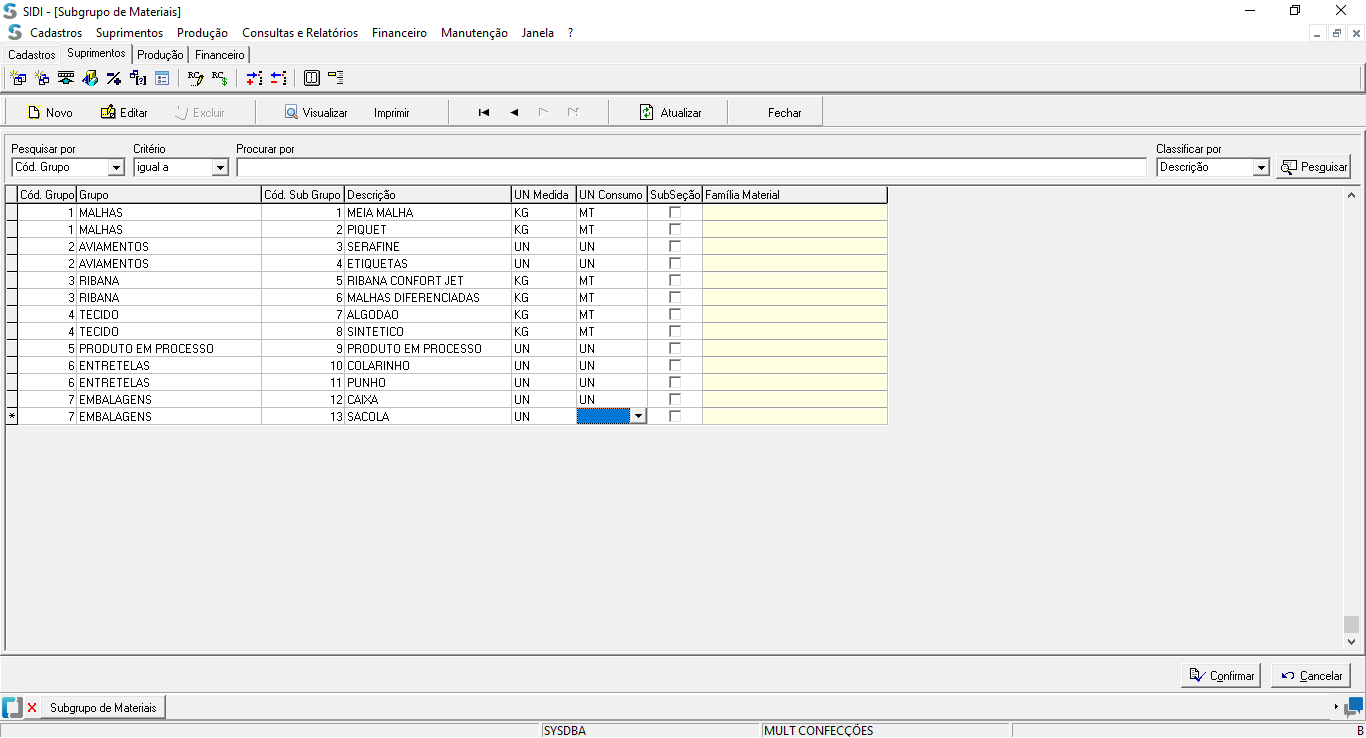 SIDI - [Subgrupo de Materiais]
Cadastros Suprimentos Produção Consultas e Relatórios Financeiro Manutenção Janela ?
Cadastros Suprimentos Produção Financeiro
Novo Editar Excluir Visualizar Imprimir Atualizar Fechar
Pesquisar por Critério Procurar por Classificar por
Cód. Grupo igual a Descrição Pesquisar
Cód. Grupo Grupo Cód. Sub Grupo Descrição UN Medida UN Consumo SubSeção Família Material
1 MALHAS 1 MEIA MALHA KG MT
1 MALHAS 2 PIQUET KG MT
2 AVIAMENTOS 3 SERAFINE UN UN
2 AVIAMENTOS 4 ETIQUETAS UN UN
3 RIBANA 5 RIBANA CONFORT JET KG MT
3 RIBANA 6 MALHAS DIFERENCIADAS KG MT
4 TECIDO 7 ALGODAO KG MT
4 TECIDO 8 SINTETICO KG MT
5 PRODUTO EM PROCESSO 9 PRODUTO EM PROCESSO UN UN
6 ENTRETELAS 10 COLARINHO UN UN
6 ENTRETELAS 11 PUNHO UN UN
7 EMBALAGENS 12 CAIXA UN UN
* 7 EMBALAGENS 13 SACOLA UN
Confirmar Cancelar
Subgrupo de Materiais
SYSDBA MULT CONFECÇÕES B